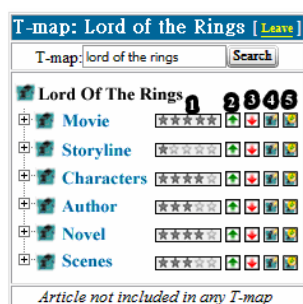 T-map: Lord of the Rings [Leave]
T-map: lord of the rings Search
Lord Of The Rings
1 2 3 4 5
Movie
Storyline
Characters
Author
Novel
Scenes
Article not included in any T-map